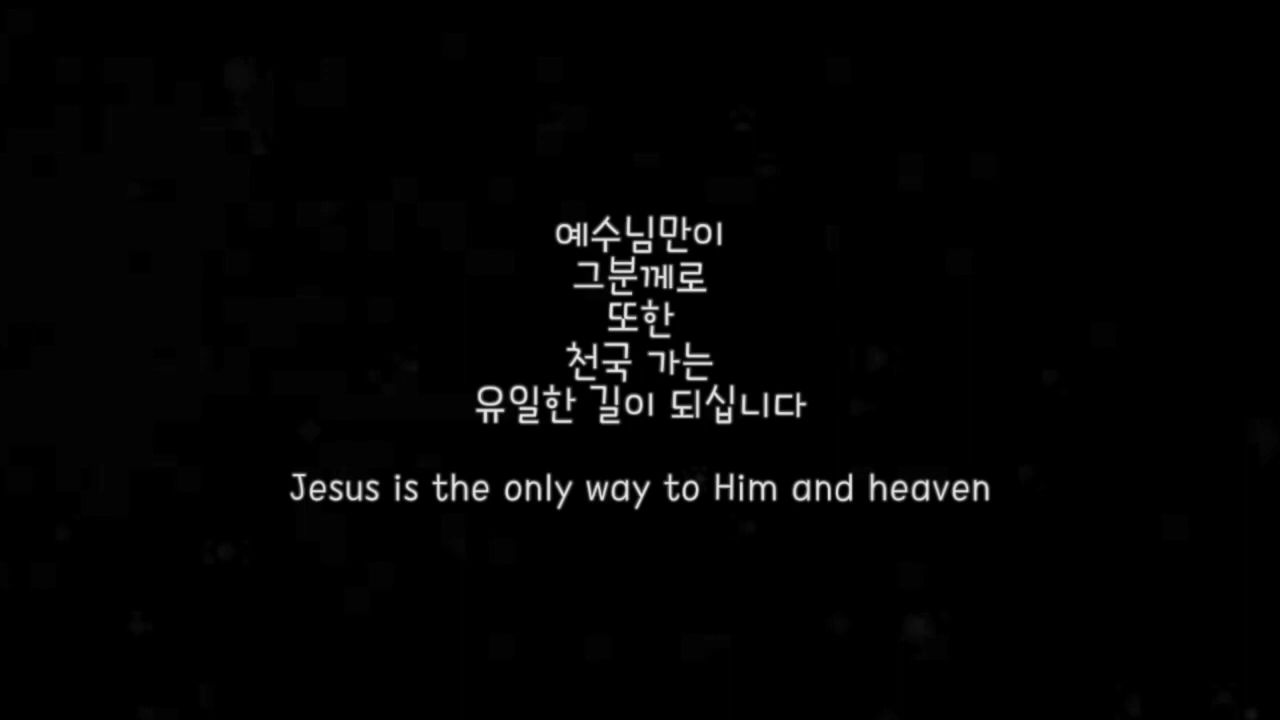 예수님만이
그분께로
또한
천국 가는
유일한 길이 되십니다
Jesus is the only way to Him and heaven